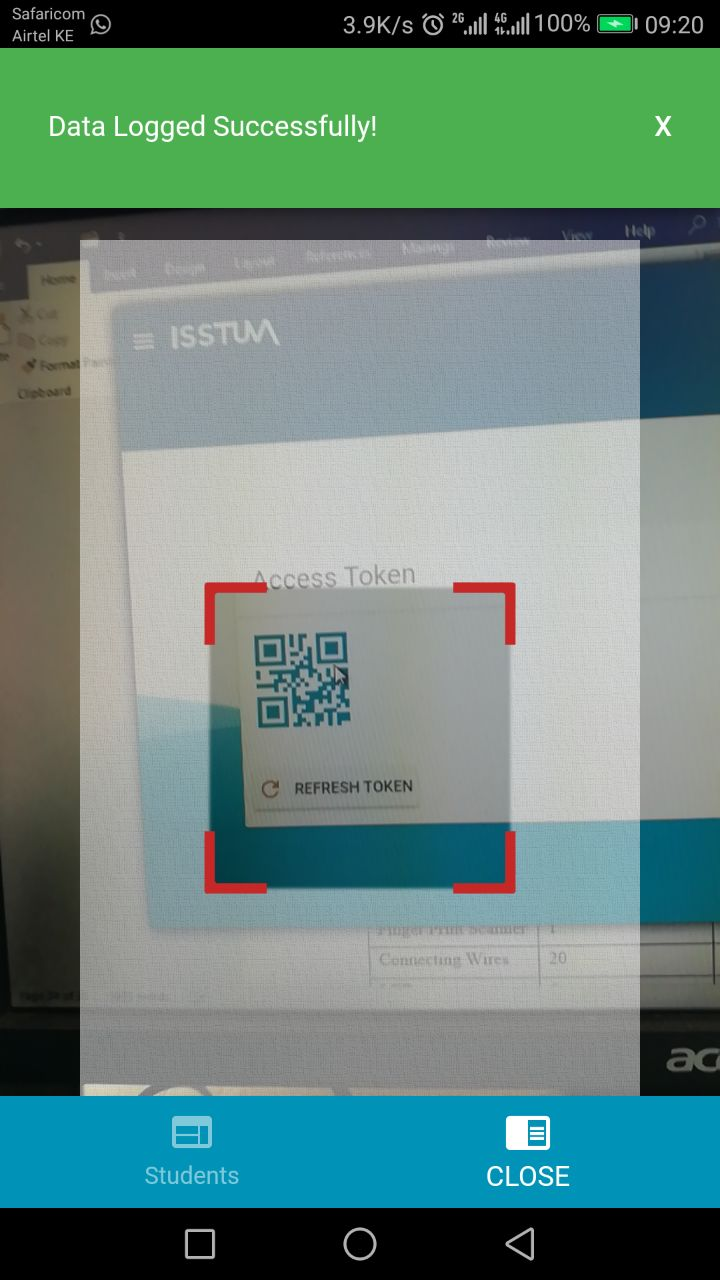 Safaricom
Airtel KE
3.9K/s 2G 4G 100% 09:20
Data Logged Successfully! X
Home Insert Design Layout References Mailings Review View Help
Cut
Copy
Format
Clipboard
ISSTUM
Access Token
REFRESH TOKEN
Finger Print Scanner 1
Connecting Wires 20
Students
CLOSE